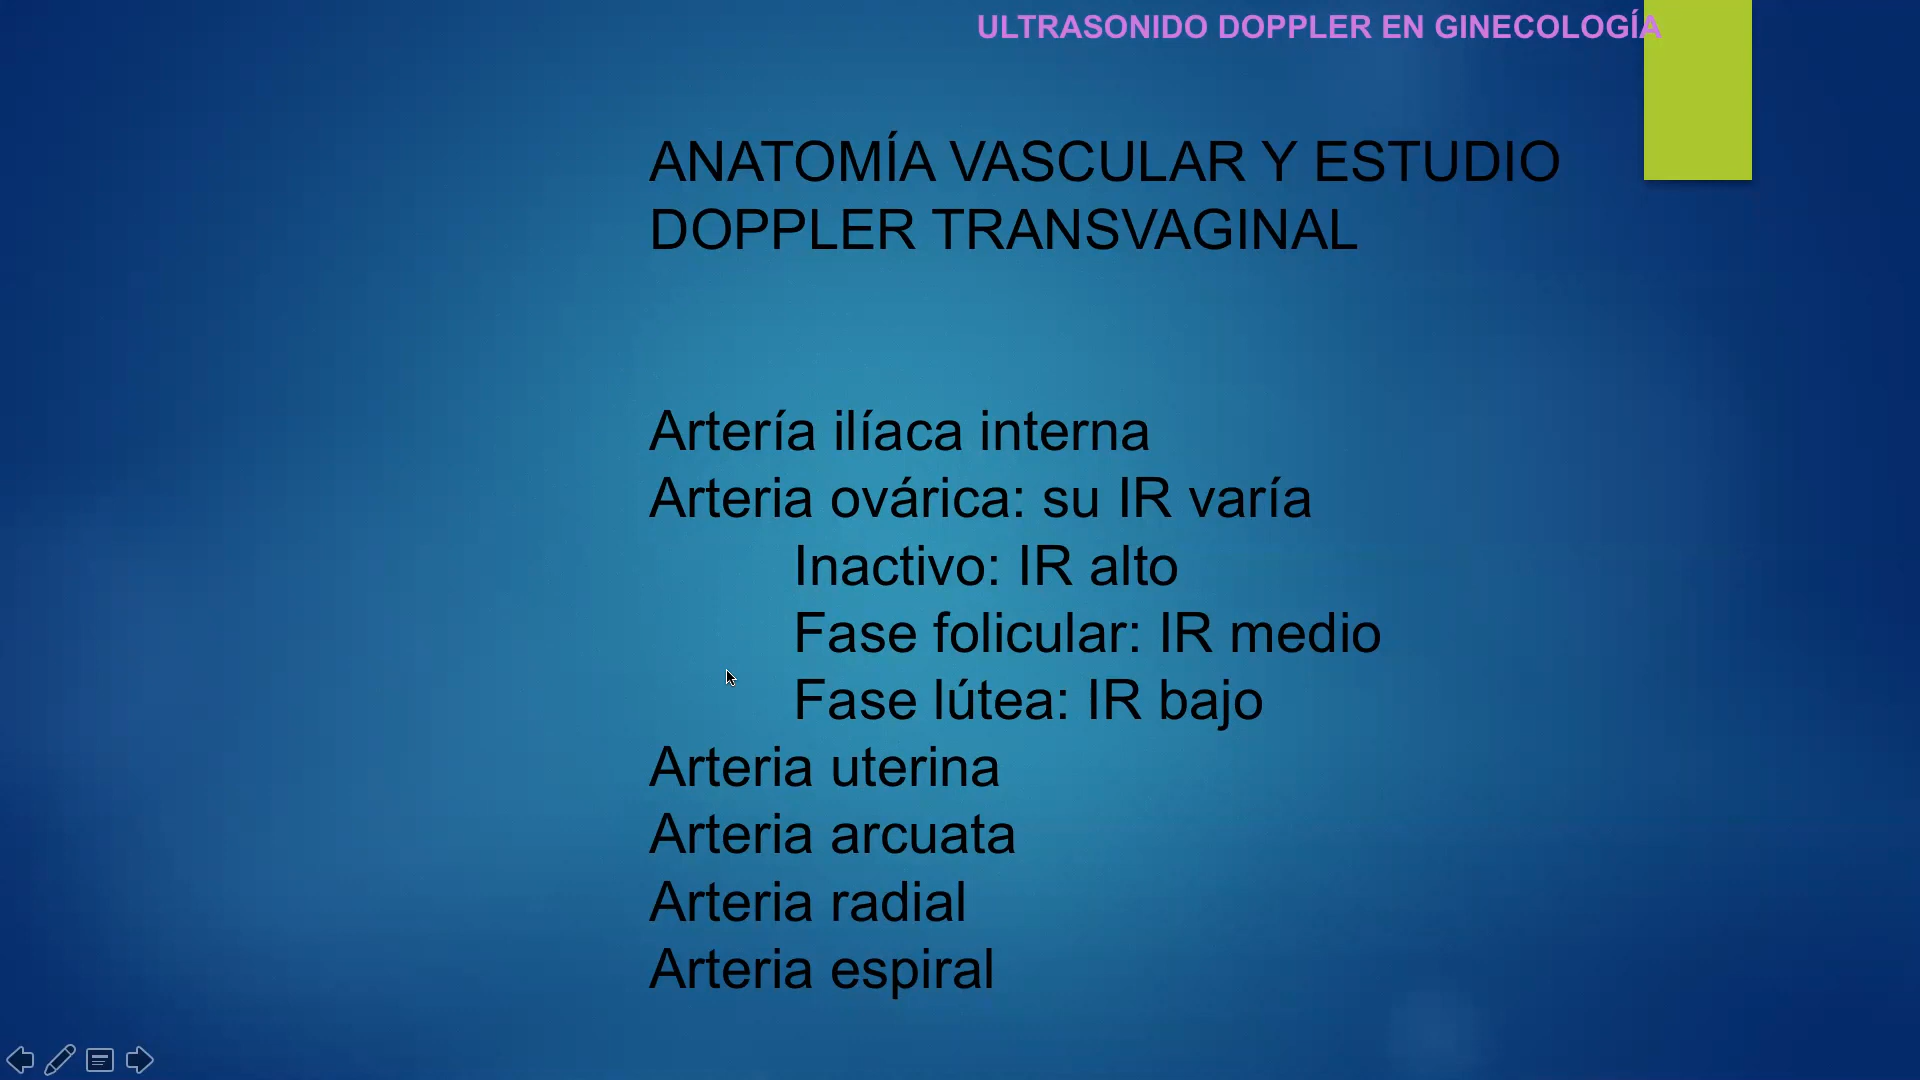 ULTRASONIDO DOPPLER EN GINECOLOGÍA
ANATOMÍA VASCULAR Y ESTUDIO
DOPPLER TRANSVAGINAL
Artería ilíaca interna
Arteria ovárica: su IR varía
Inactivo: IR alto
Fase folicular: IR medio
Fase lútea: IR bajo
Arteria uterina
Arteria arcuata
Arteria radial
Arteria espiral